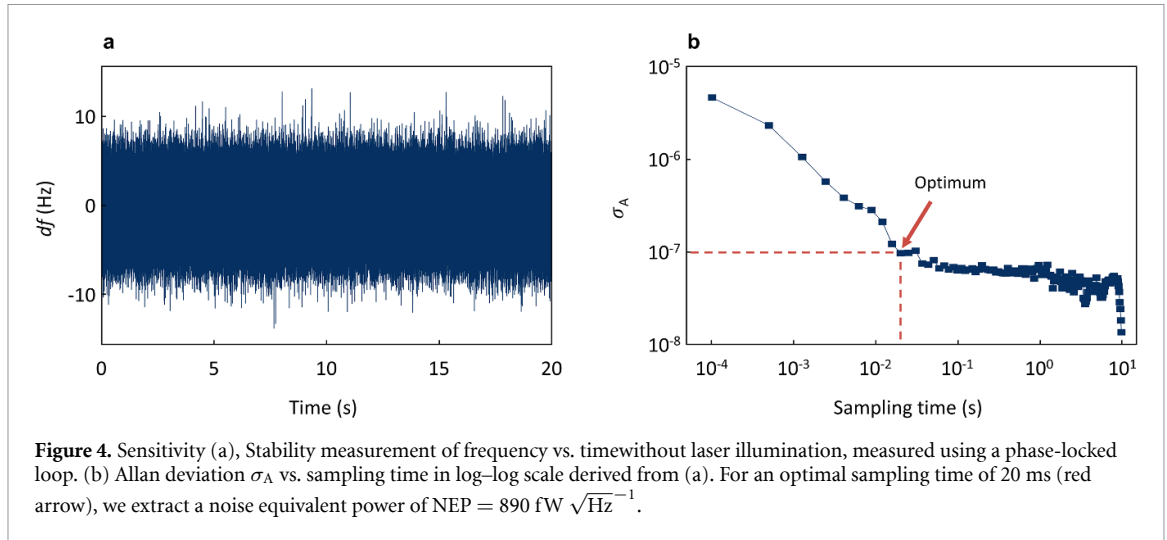 a
df (Hz)
10
0
-10
0
5
10
15
20
Time (s)
b
σA
10⁻⁵
10⁻⁶
10⁻⁷
10⁻⁸
Optimum
10⁻⁴
10⁻³
10⁻²
10⁻¹
10⁰
10¹
Sampling time (s)
Figure 4. Sensitivity (a), Stability measurement of frequency vs. timewithout laser illumination, measured using a phase-locked
loop. (b) Allan deviation σA vs. sampling time in log–log scale derived from (a). For an optimal sampling time of 20 ms (red
arrow), we extract a noise equivalent power of NEP = 890 fW √Hz⁻¹.